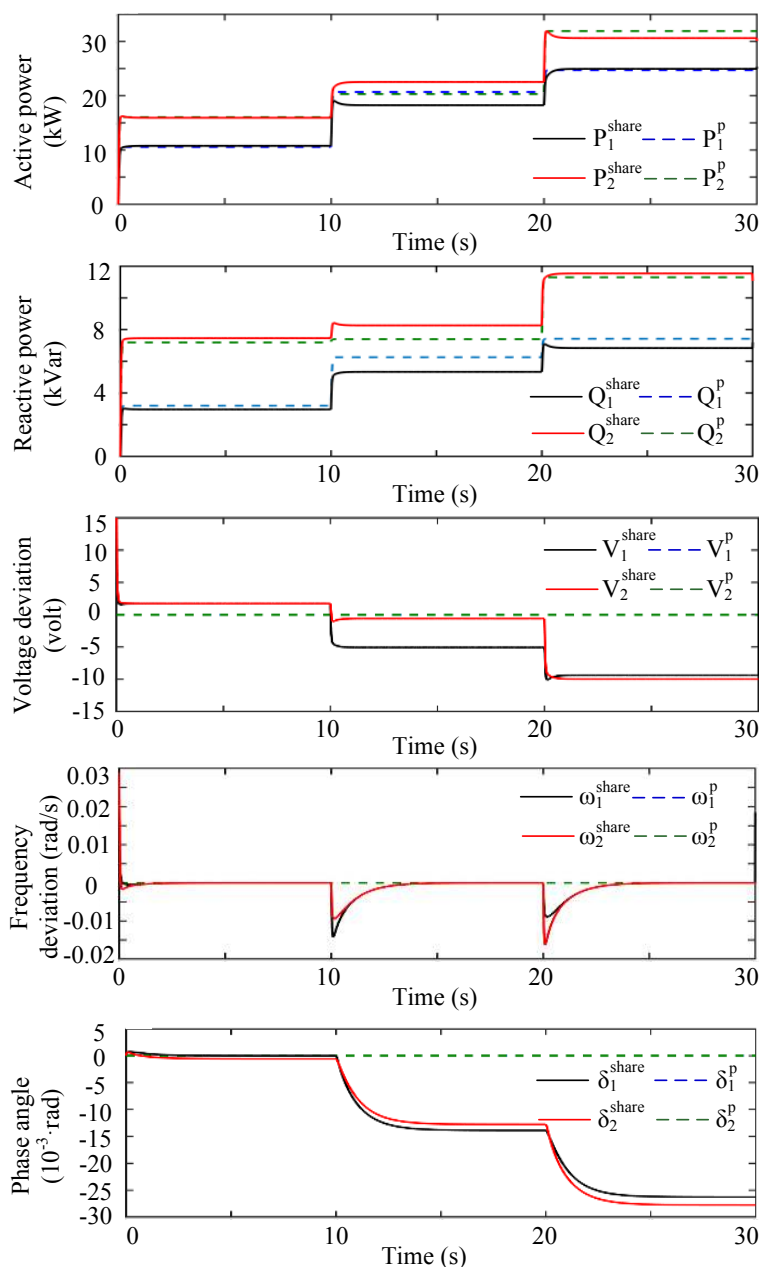 Active power
(kW)
30
20
10
0
P₁ˢʰᵃʳᵉ P₁ᵖ
P₂ˢʰᵃʳᵉ P₂ᵖ
0 10 20 30
Time (s)
Reactive power
(kVar)
12
8
4
0
Q₁ˢʰᵃʳᵉ Q₁ᵖ
Q₂ˢʰᵃʳᵉ Q₂ᵖ
0 10 20 30
Time (s)
Voltage deviation
(volt)
15
10
5
0
-5
-10
-15
V₁ˢʰᵃʳᵉ V₁ᵖ
V₂ˢʰᵃʳᵉ V₂ᵖ
0 10 20 30
Time (s)
Frequency
deviation (rad/s)
0.03
0.02
0.01
0
-0.01
-0.02
ω₁ˢʰᵃʳᵉ ω₁ᵖ
ω₂ˢʰᵃʳᵉ ω₂ᵖ
0 10 20 30
Time (s)
Phase angle
(10⁻³·rad)
5
0
-5
-10
-15
-20
-25
-30
δ₁ˢʰᵃʳᵉ δ₁ᵖ
δ₂ˢʰᵃʳᵉ δ₂ᵖ
0 10 20 30
Time (s)